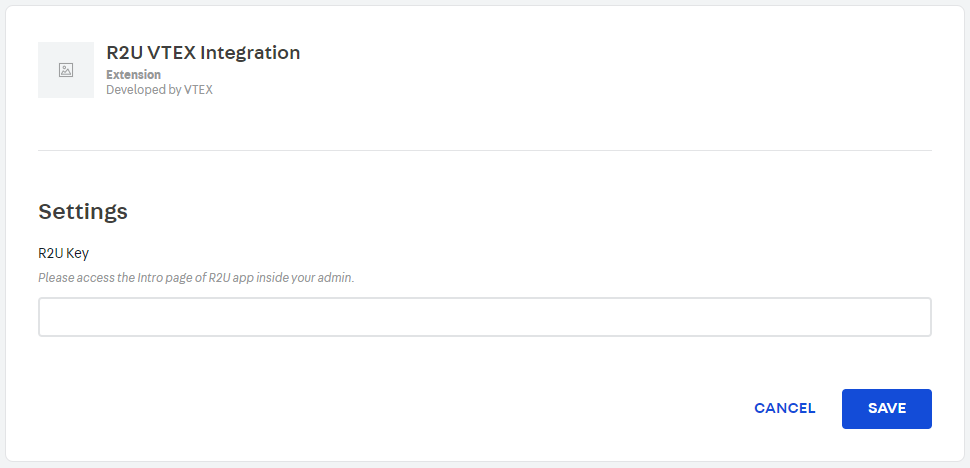 R2U VTEX Integration
Extension
Developed by VTEX
Settings
R2U Key
Please access the Intro page of R2U app inside your admin.
CANCEL
SAVE